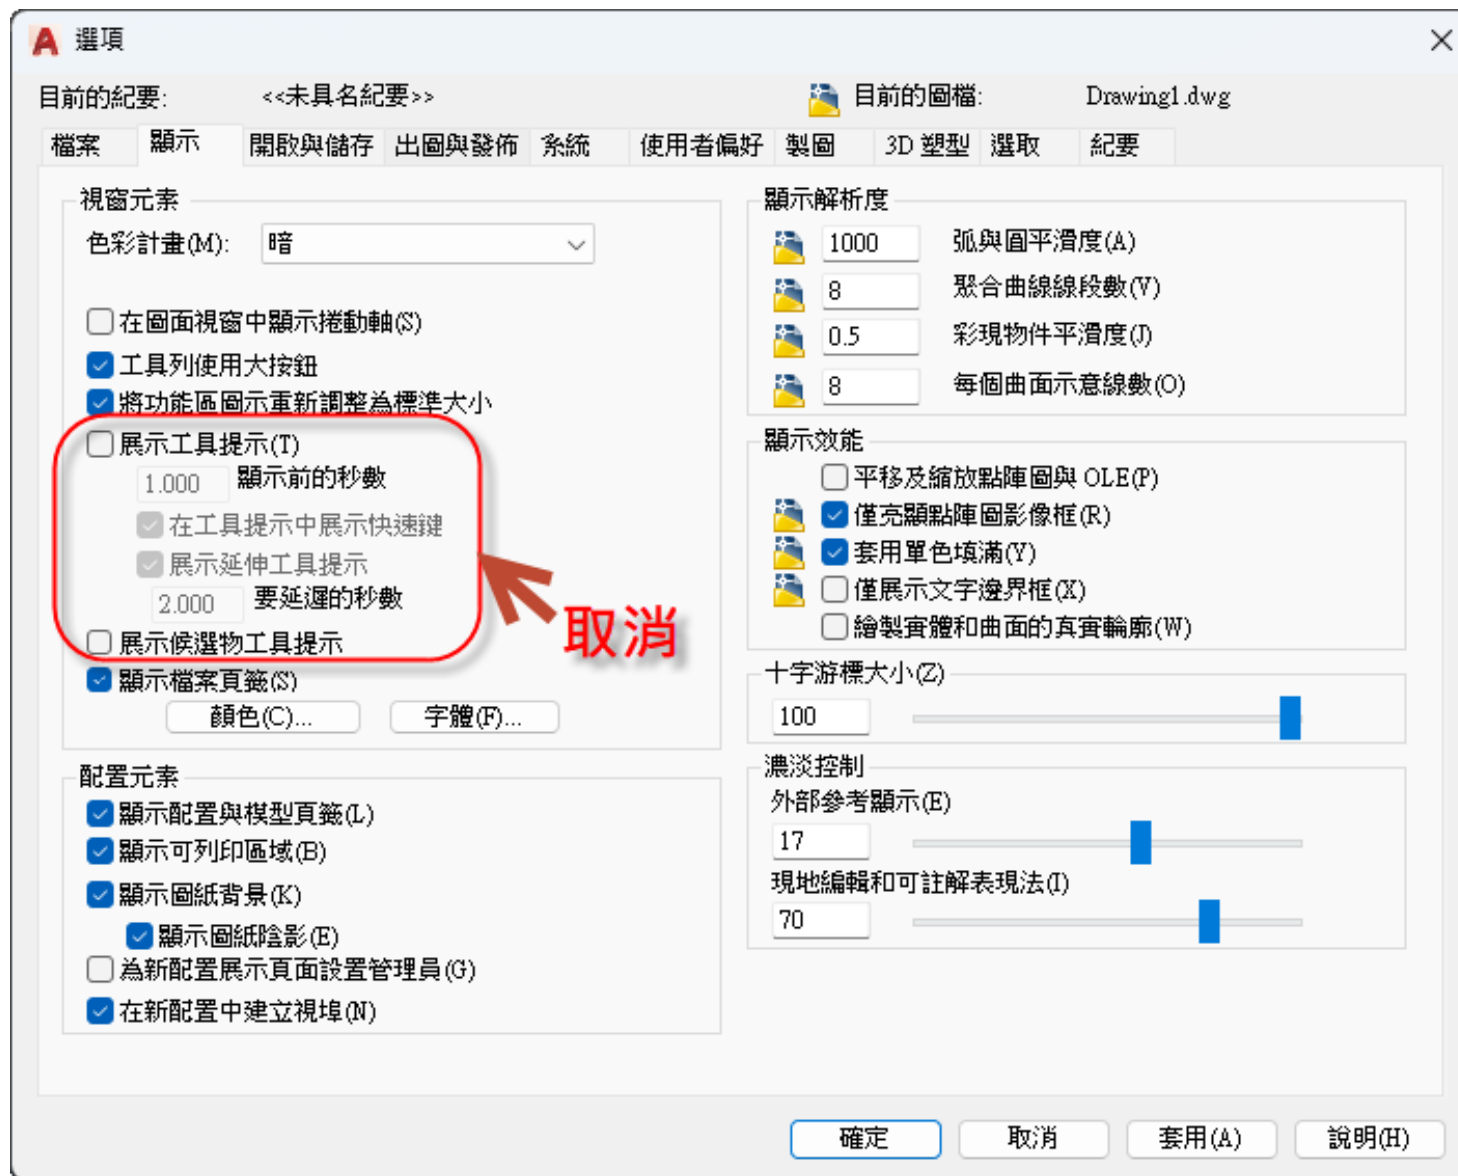 選項
目前的紀要: <<未具名紀要>> 目前的圖檔: Drawing1.dwg
檔案 顯示 開啟與儲存 出圖與發佈 系統 使用者偏好 製圖 3D 塑型 選取 紀要
視窗元素
色彩計畫(M): 暗
在圖面視窗中顯示捲動軸(S)
工具列使用大按鈕
將功能區圖示重新調整為標準大小
展示工具提示(T)
1.000 顯示前的秒數
在工具提示中展示快速鍵
展示延伸工具提示
2.000 要延遲的秒數
展示候選物工具提示
顯示檔案頁籤(S)
顏色(C)... 字體(F)...
取消
配置元素
顯示配置與模型頁籤(L)
顯示可列印區域(B)
顯示圖紙背景(K)
顯示圖紙陰影(E)
為新配置展示頁面設置管理員(G)
在新配置中建立視埠(N)
顯示解析度
1000 弧與圓平滑度(A)
8 聚合曲線線段數(V)
0.5 彩現物件平滑度(J)
8 每個曲面示意線數(O)
顯示效能
平移及縮放點陣圖與 OLE(P)
僅亮顯點陣圖影像框(R)
套用單色填滿(Y)
僅展示文字邊界框(X)
繪製實體和曲面的真實輪廓(W)
十字游標大小(Z)
100
濃淡控制
外部參考顯示(E)
17
現地編輯和可註解表現法(I)
70
確定 取消 套用(A) 說明(H)